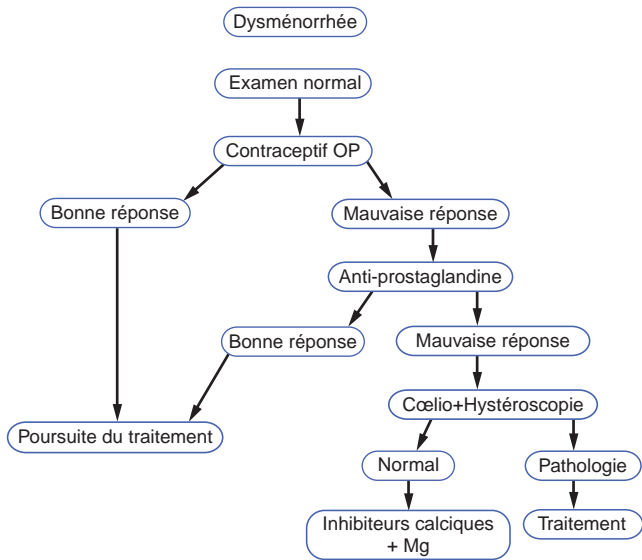 Dysménorrhée
Examen normal
Contraceptif OP
Bonne réponse
Mauvaise réponse
Anti-prostaglandine
Bonne réponse
Mauvaise réponse
Cœlio+Hystéroscopie
Poursuite du traitement
Normal
Pathologie
Inhibiteurs calciques
+ Mg
Traitement